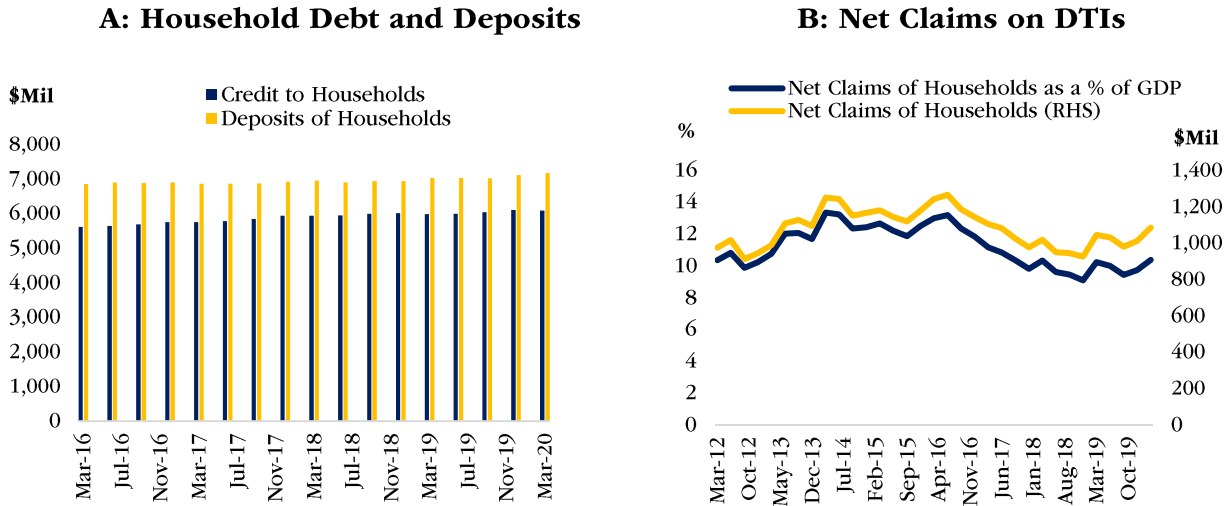 A: Household Debt and Deposits
$Mil
Credit to Households
Deposits of Households
8,000
7,000
6,000
5,000
4,000
3,000
2,000
1,000
0
Mar-16
Jul-16
Nov-16
Mar-17
Jul-17
Nov-17
Mar-18
Jul-18
Nov-18
Mar-19
Jul-19
Nov-19
Mar-20
B: Net Claims on DTIs
Net Claims of Households as a % of GDP
Net Claims of Households (RHS)
%
$Mil
16
14
12
10
8
6
4
2
0
1,400
1,200
1,000
800
600
400
200
0
Mar-12
Oct-12
May-13
Dec-13
Jul-14
Feb-15
Sep-15
Apr-16
Nov-16
Jun-17
Jan-18
Aug-18
Mar-19
Oct-19